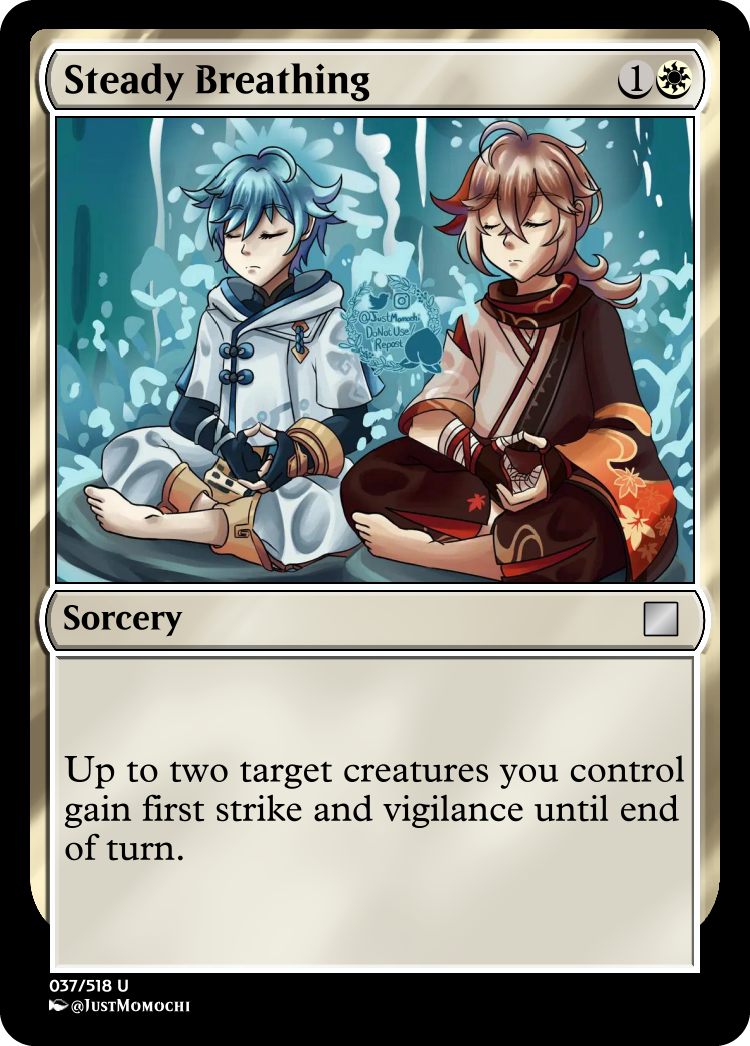 Steady Breathing 1
@JustMomochi
Do Not Use/
Repost
Sorcery
Up to two target creatures you control
gain first strike and vigilance until end
of turn.
037/518 U
@JustMomochi